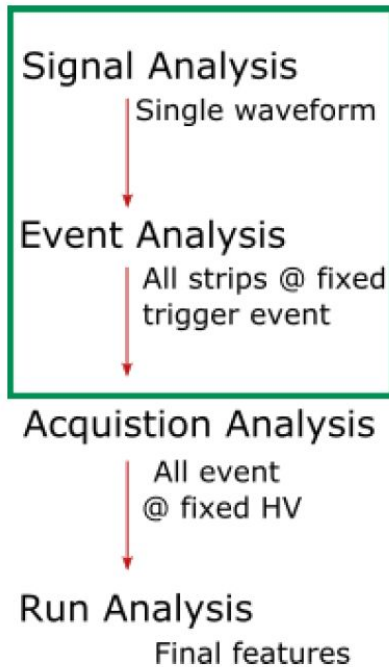 Signal Analysis
Single waveform
Event Analysis
All strips @ fixed
trigger event
Acquistion Analysis
All event
@ fixed HV
Run Analysis
Final features